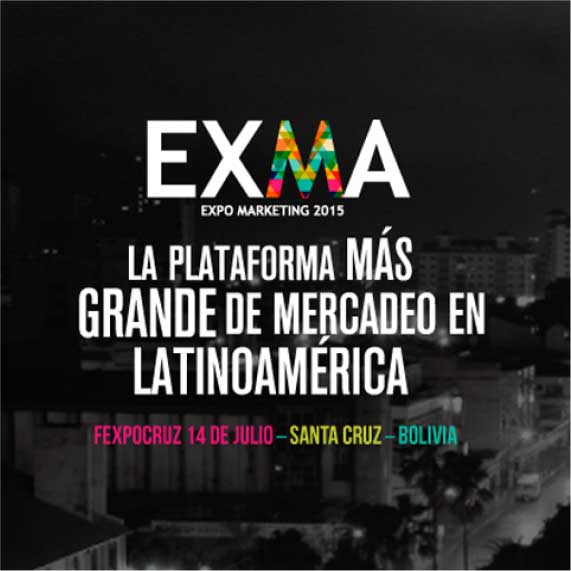 EXMA
EXPO MARKETING 2015
LA PLATAFORMA MÁS
GRANDE DE MERCADEO EN
LATINOAMÉRICA
FEXPOCRUZ 14 DE JULIO – SANTA CRUZ – BOLIVIA